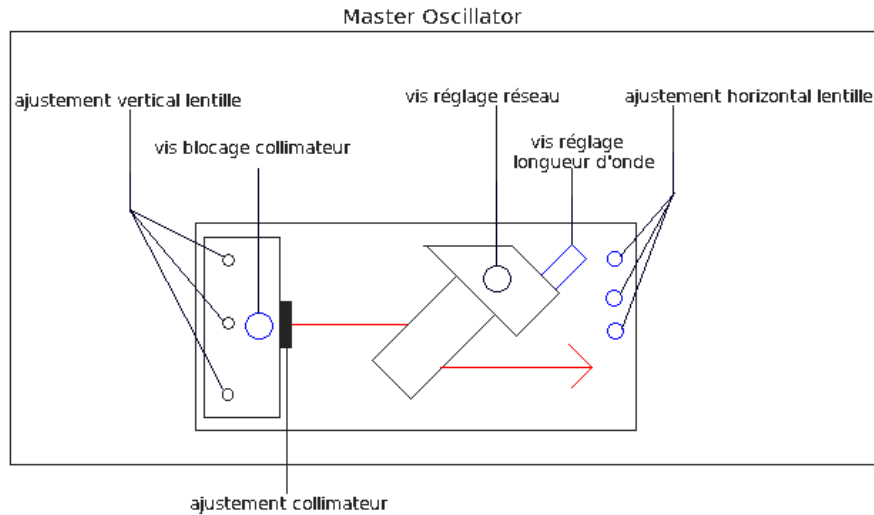 Master Oscillator
ajustement vertical lentille
vis réglage réseau
ajustement horizontal lentille
vis blocage collimateur
vis réglage
longueur d'onde
ajustement collimateur